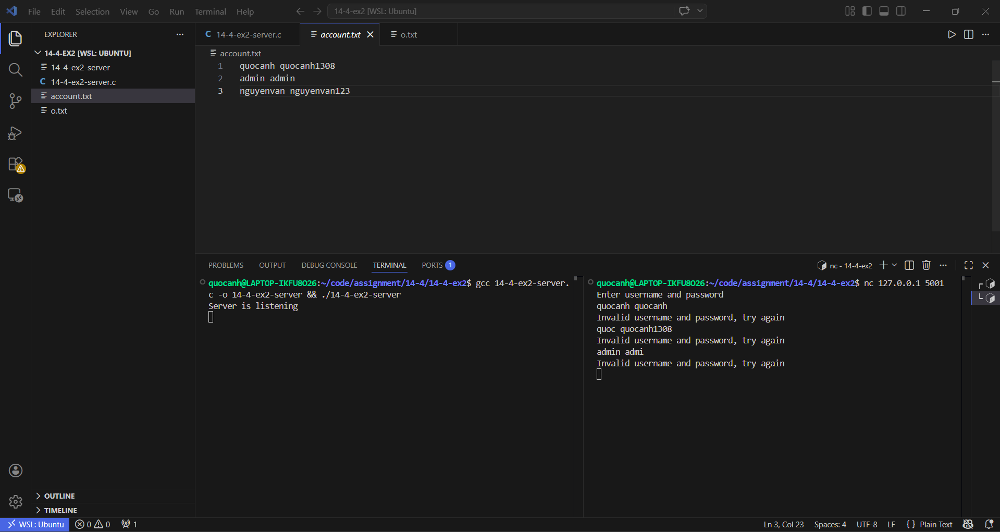 File Edit Selection View Go Run Terminal Help
14-4-ex2 [WSL: Ubuntu]
EXPLORER
14-4-EX2 [WSL: UBUNTU]
14-4-ex2-server
C 14-4-ex2-server.c
account.txt
o.txt
OUTLINE
TIMELINE
C 14-4-ex2-server.c
account.txt
o.txt
account.txt
1 quocanh quocanh1308
2 admin admin
3 nguyenvan nguyenvan123
PROBLEMS OUTPUT DEBUG CONSOLE TERMINAL PORTS 1
nc - 14-4-ex2
quocanh@LAPTOP-IKFU8O26:~/code/assignment/14-4/14-4-ex2$ gcc 14-4-ex2-server.
c -o 14-4-ex2-server && ./14-4-ex2-server
Server is listening
quocanh@LAPTOP-IKFU8O26:~/code/assignment/14-4/14-4-ex2$ nc 127.0.0.1 5001
Enter username and password
quocanh quocanh
Invalid username and password, try again
quoc quocanh1308
Invalid username and password, try again
admin admi
Invalid username and password, try again
WSL: Ubuntu 0 0 1
Ln 3, Col 23 Spaces: 4 UTF-8 LF {} Plain Text